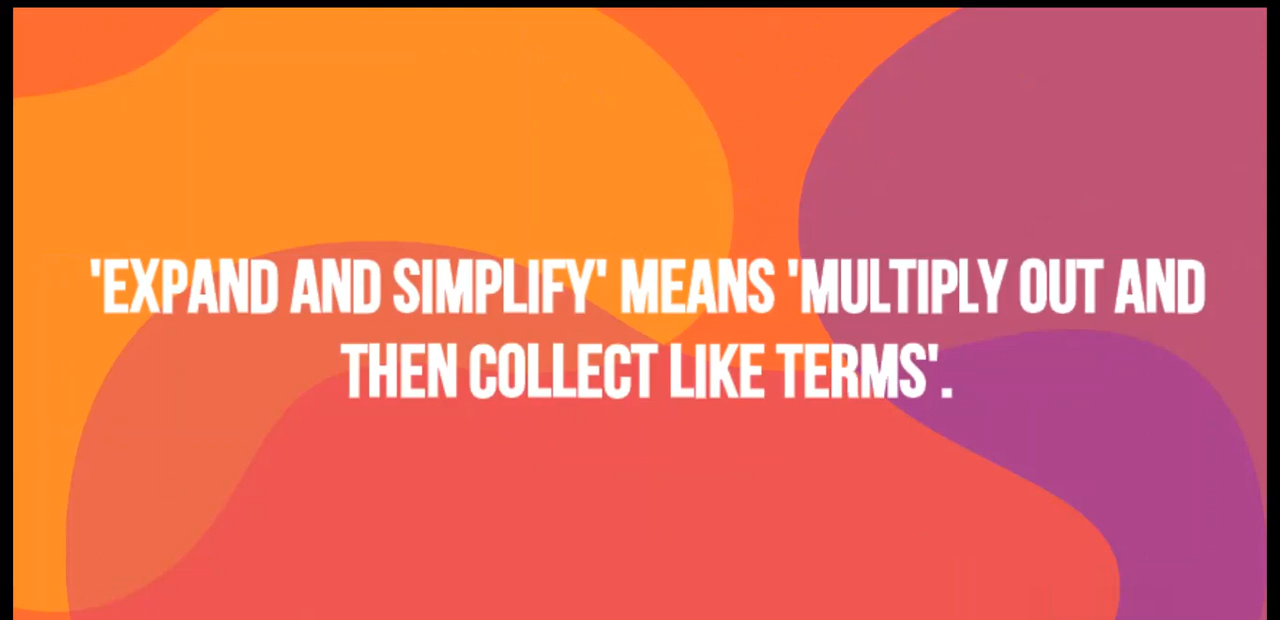 'EXPAND AND SIMPLIFY' MEANS 'MULTIPLY OUT AND
THEN COLLECT LIKE TERMS'.